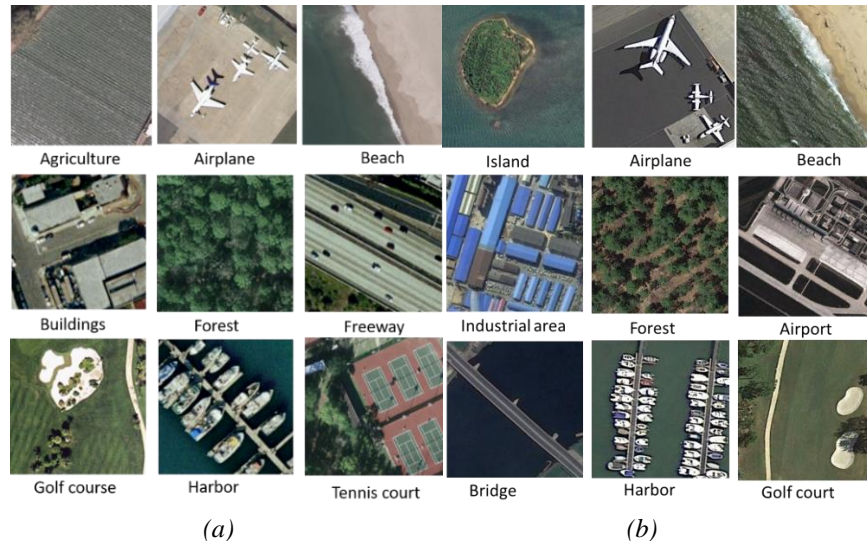 Agriculture Airplane Beach Island Airplane Beach
Buildings Forest Freeway Industrial area Forest Airport
Golf course Harbor Tennis court Bridge Harbor Golf court
(a) (b)